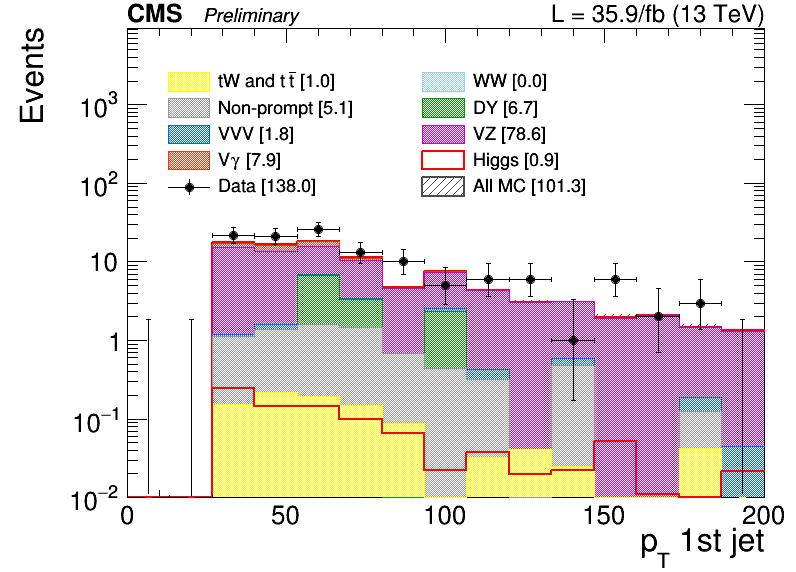 CMS Preliminary L = 35.9/fb (13 TeV)
Events
tW and t t̅ [1.0] WW [0.0]
Non-prompt [5.1] DY [6.7]
VVV [1.8] VZ [78.6]
Vγ [7.9] Higgs [0.9]
Data [138.0] All MC [101.3]
10³
10²
10
1
10⁻¹
10⁻²
0 50 100 150 200
p_T 1st jet